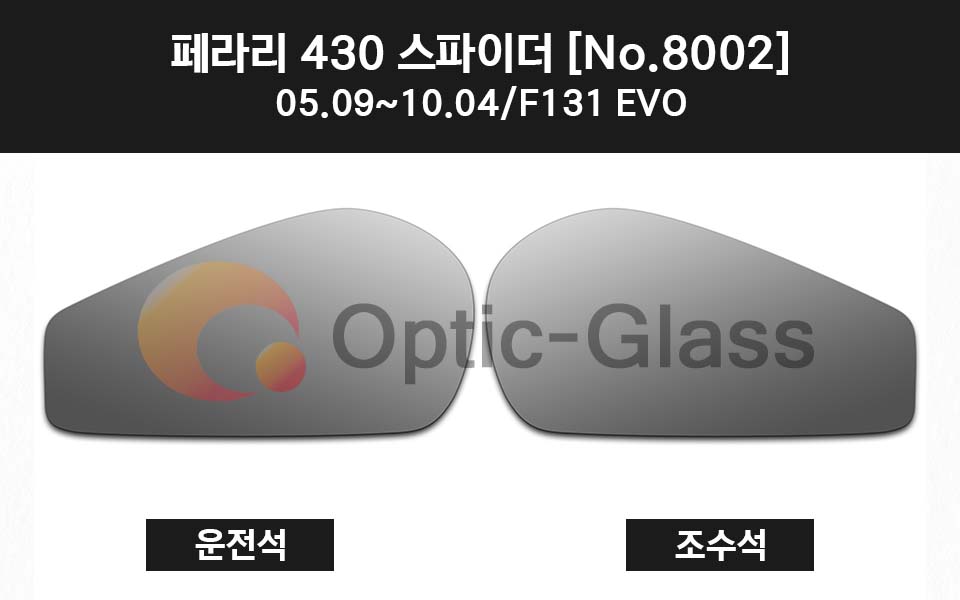 페라리 430 스파이더 [No.8002]
05.09~10.04/F131 EVO
Optic-Glass
운전석
조수석